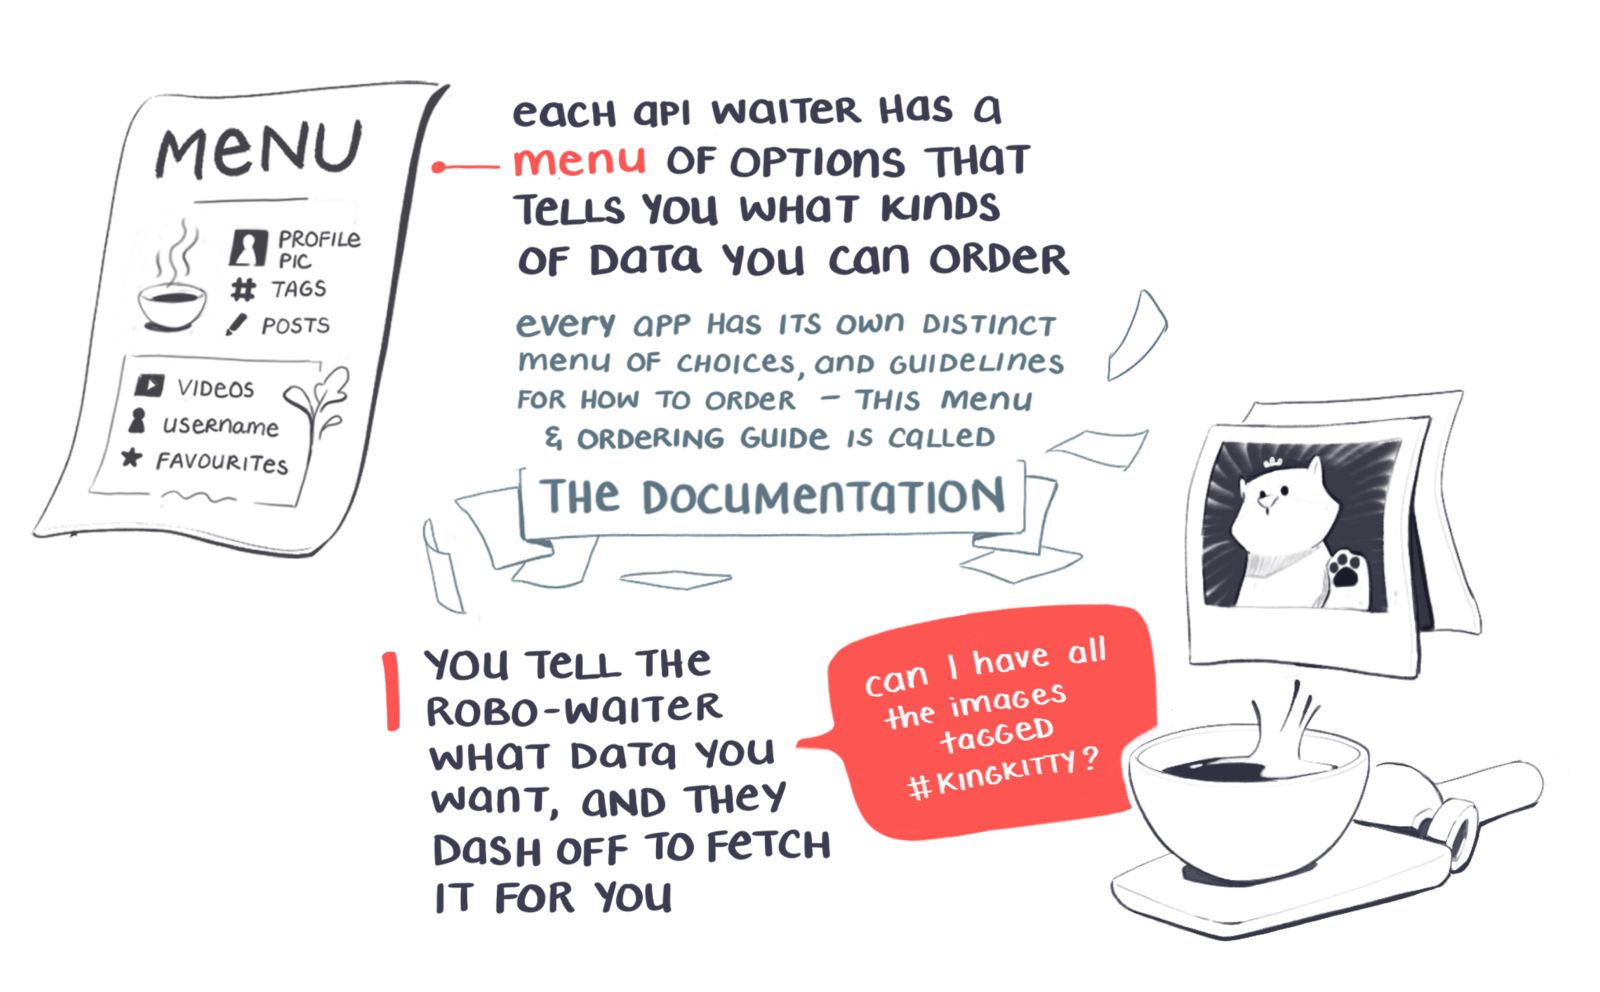 MENU
PROFILE
PIC
# TAGS
POSTS
VIDEOS
USERNAME
FAVOURITES
EACH API WAITER HAS A
MENU OF OPTIONS THAT
TELLS YOU WHAT KINDS
OF DATA YOU CAN ORDER
EVERY APP HAS ITS OWN DISTINCT
MENU OF CHOICES, AND GUIDELINES
FOR HOW TO ORDER – THIS MENU
& ORDERING GUIDE IS CALLED
THE DOCUMENTATION
YOU TELL THE
ROBO-WAITER
WHAT DATA YOU
WANT, AND THEY
DASH OFF TO FETCH
IT FOR YOU
can I have all
the images
tagged
#KINGKITTY?